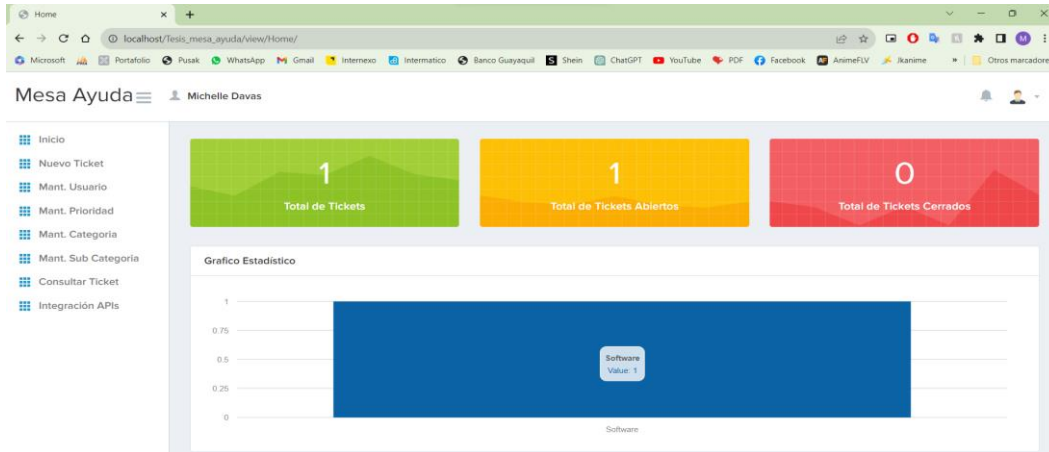 Home
localhost/Tesis_mesa_ayuda/view/Home/
Microsoft Portafolio Pusak WhatsApp Gmail Internexo Intermatico Banco Guayaquil Shein ChatGPT YouTube PDF Facebook AnimeFLV Jkanime » Otros marcadore
Mesa Ayuda Michelle Davas
Inicio
Nuevo Ticket
Mant. Usuario
Mant. Prioridad
Mant. Categoria
Mant. Sub Categoria
Consultar Ticket
Integración APIs
1
Total de Tickets
1
Total de Tickets Abiertos
0
Total de Tickets Cerrados
Grafico Estadístico
1
0.75
0.5
0.25
0
Software
Value: 1
Software